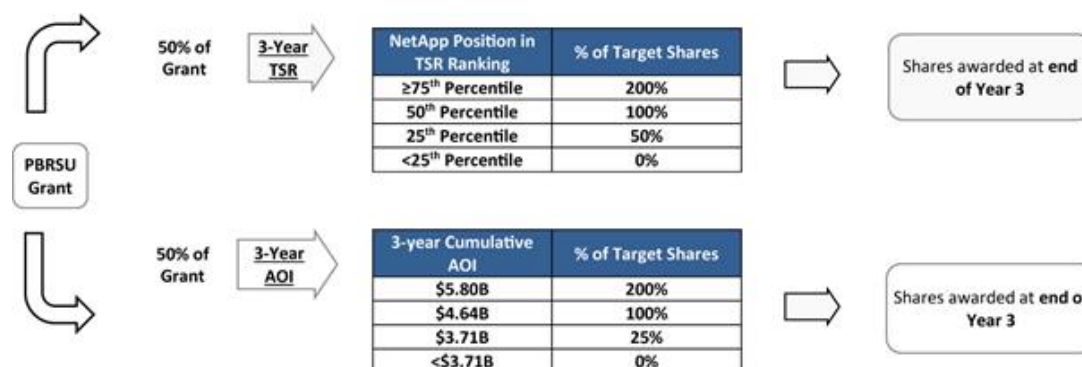 50% of
Grant
3-Year
TSR
NetApp Position in
TSR Ranking
% of Target Shares
≥75th Percentile
200%
50th Percentile
100%
25th Percentile
50%
<25th Percentile
0%
Shares awarded at end
of Year 3
PBRSU
Grant
50% of
Grant
3-Year
AOI
3-year Cumulative
AOI
% of Target Shares
$5.80B
200%
$4.64B
100%
$3.71B
25%
<$3.71B
0%
Shares awarded at end o
Year 3